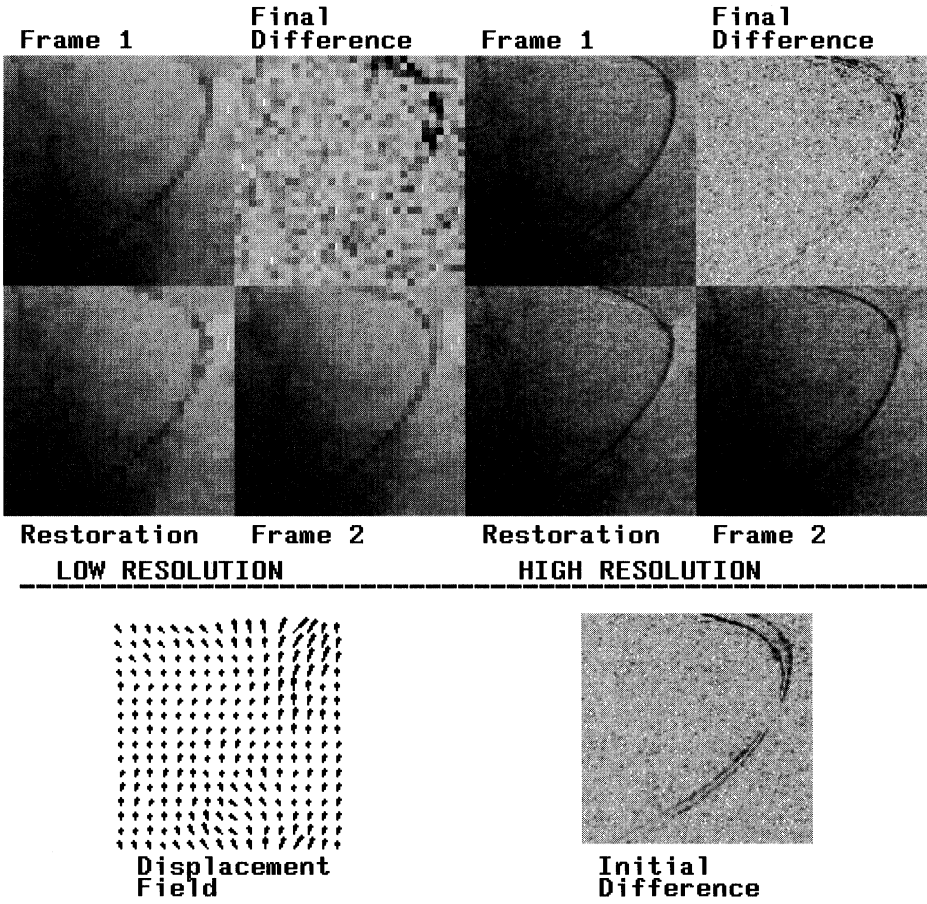 Frame 1
Final
Difference
Frame 1
Final
Difference
Restoration
Frame 2
Restoration
Frame 2
LOW RESOLUTION
HIGH RESOLUTION
Displacement
Field
Initial
Difference